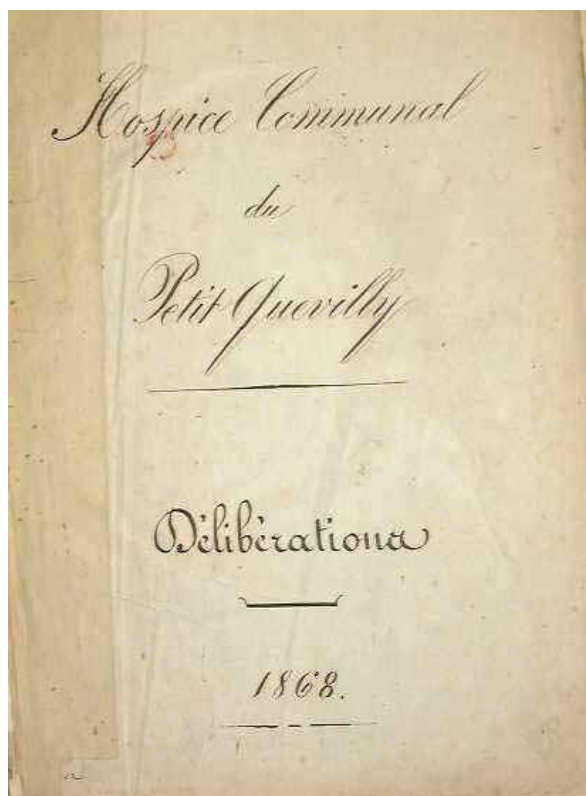 Hospice Communal
du
Petit Quevilly
Délibérations
1868.